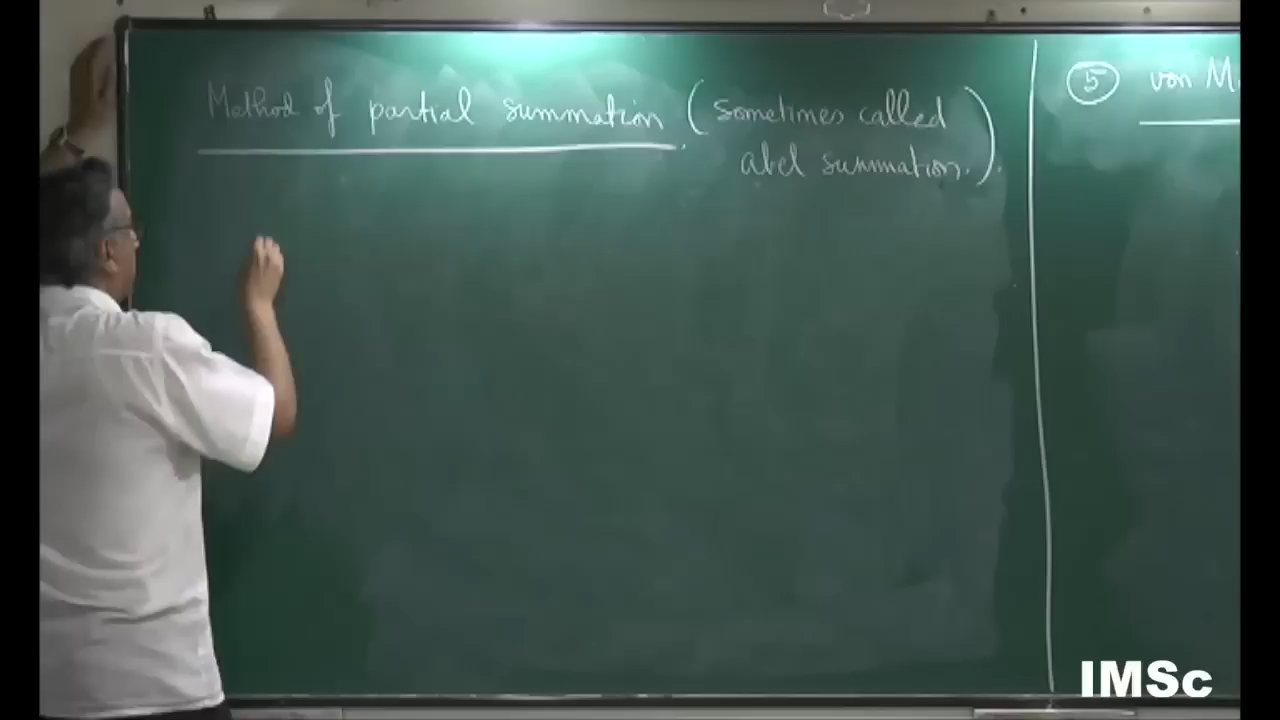 Method of partial summation (sometimes called
abel summation.).
⑤ von M
IMSc